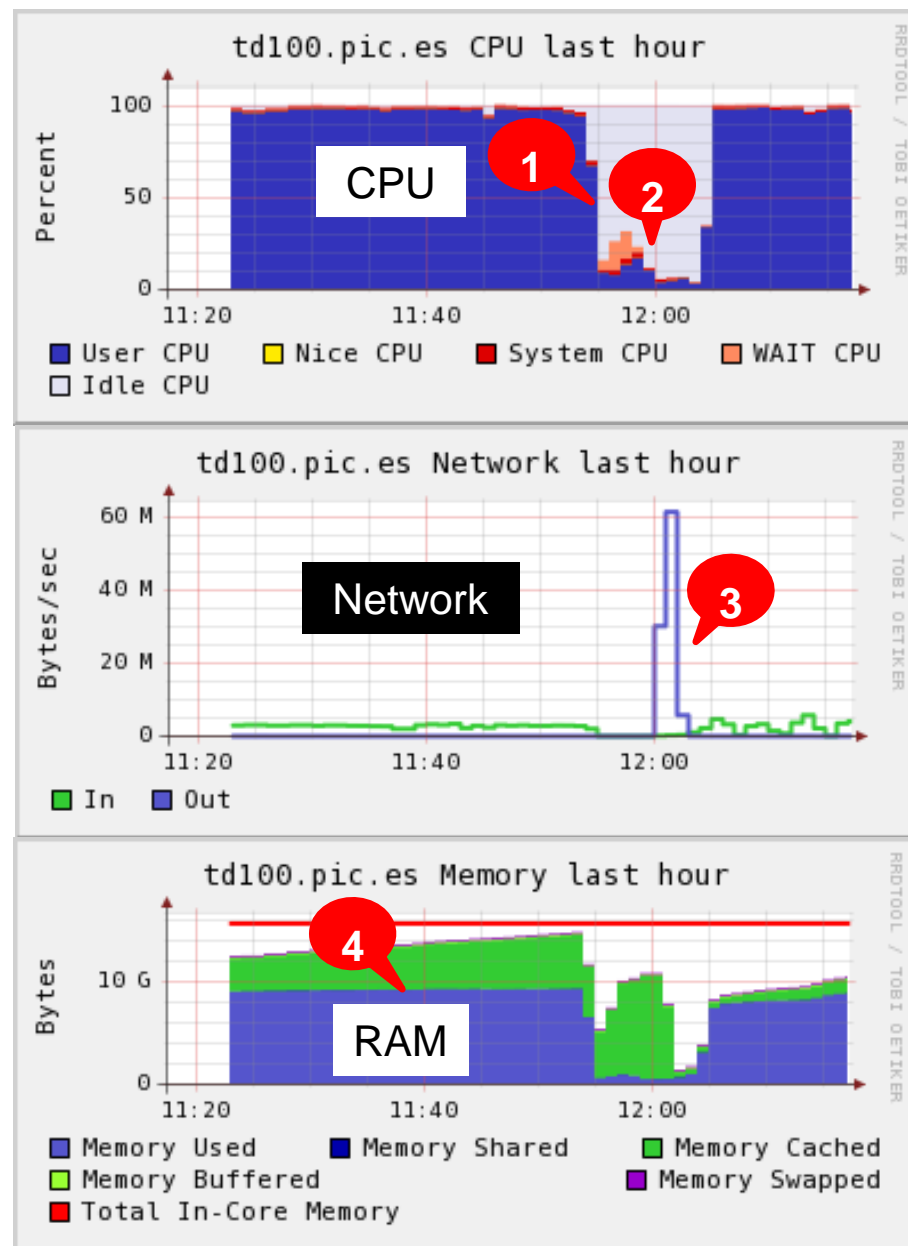 td100.pic.es CPU last hour
RRDTOOL / TOBI OETIKER
Percent
100
50
0
CPU
1
2
11:20 11:40 12:00
User CPU Nice CPU System CPU WAIT CPU
Idle CPU
td100.pic.es Network last hour
RRDTOOL / TOBI OETIKER
Bytes/sec
60 M
40 M
20 M
0
Network
3
11:20 11:40 12:00
In Out
td100.pic.es Memory last hour
RRDTOOL / TOBI OETIKER
Bytes
10 G
0
4
RAM
11:20 11:40 12:00
Memory Used Memory Shared Memory Cached
Memory Buffered Memory Swapped
Total In-Core Memory